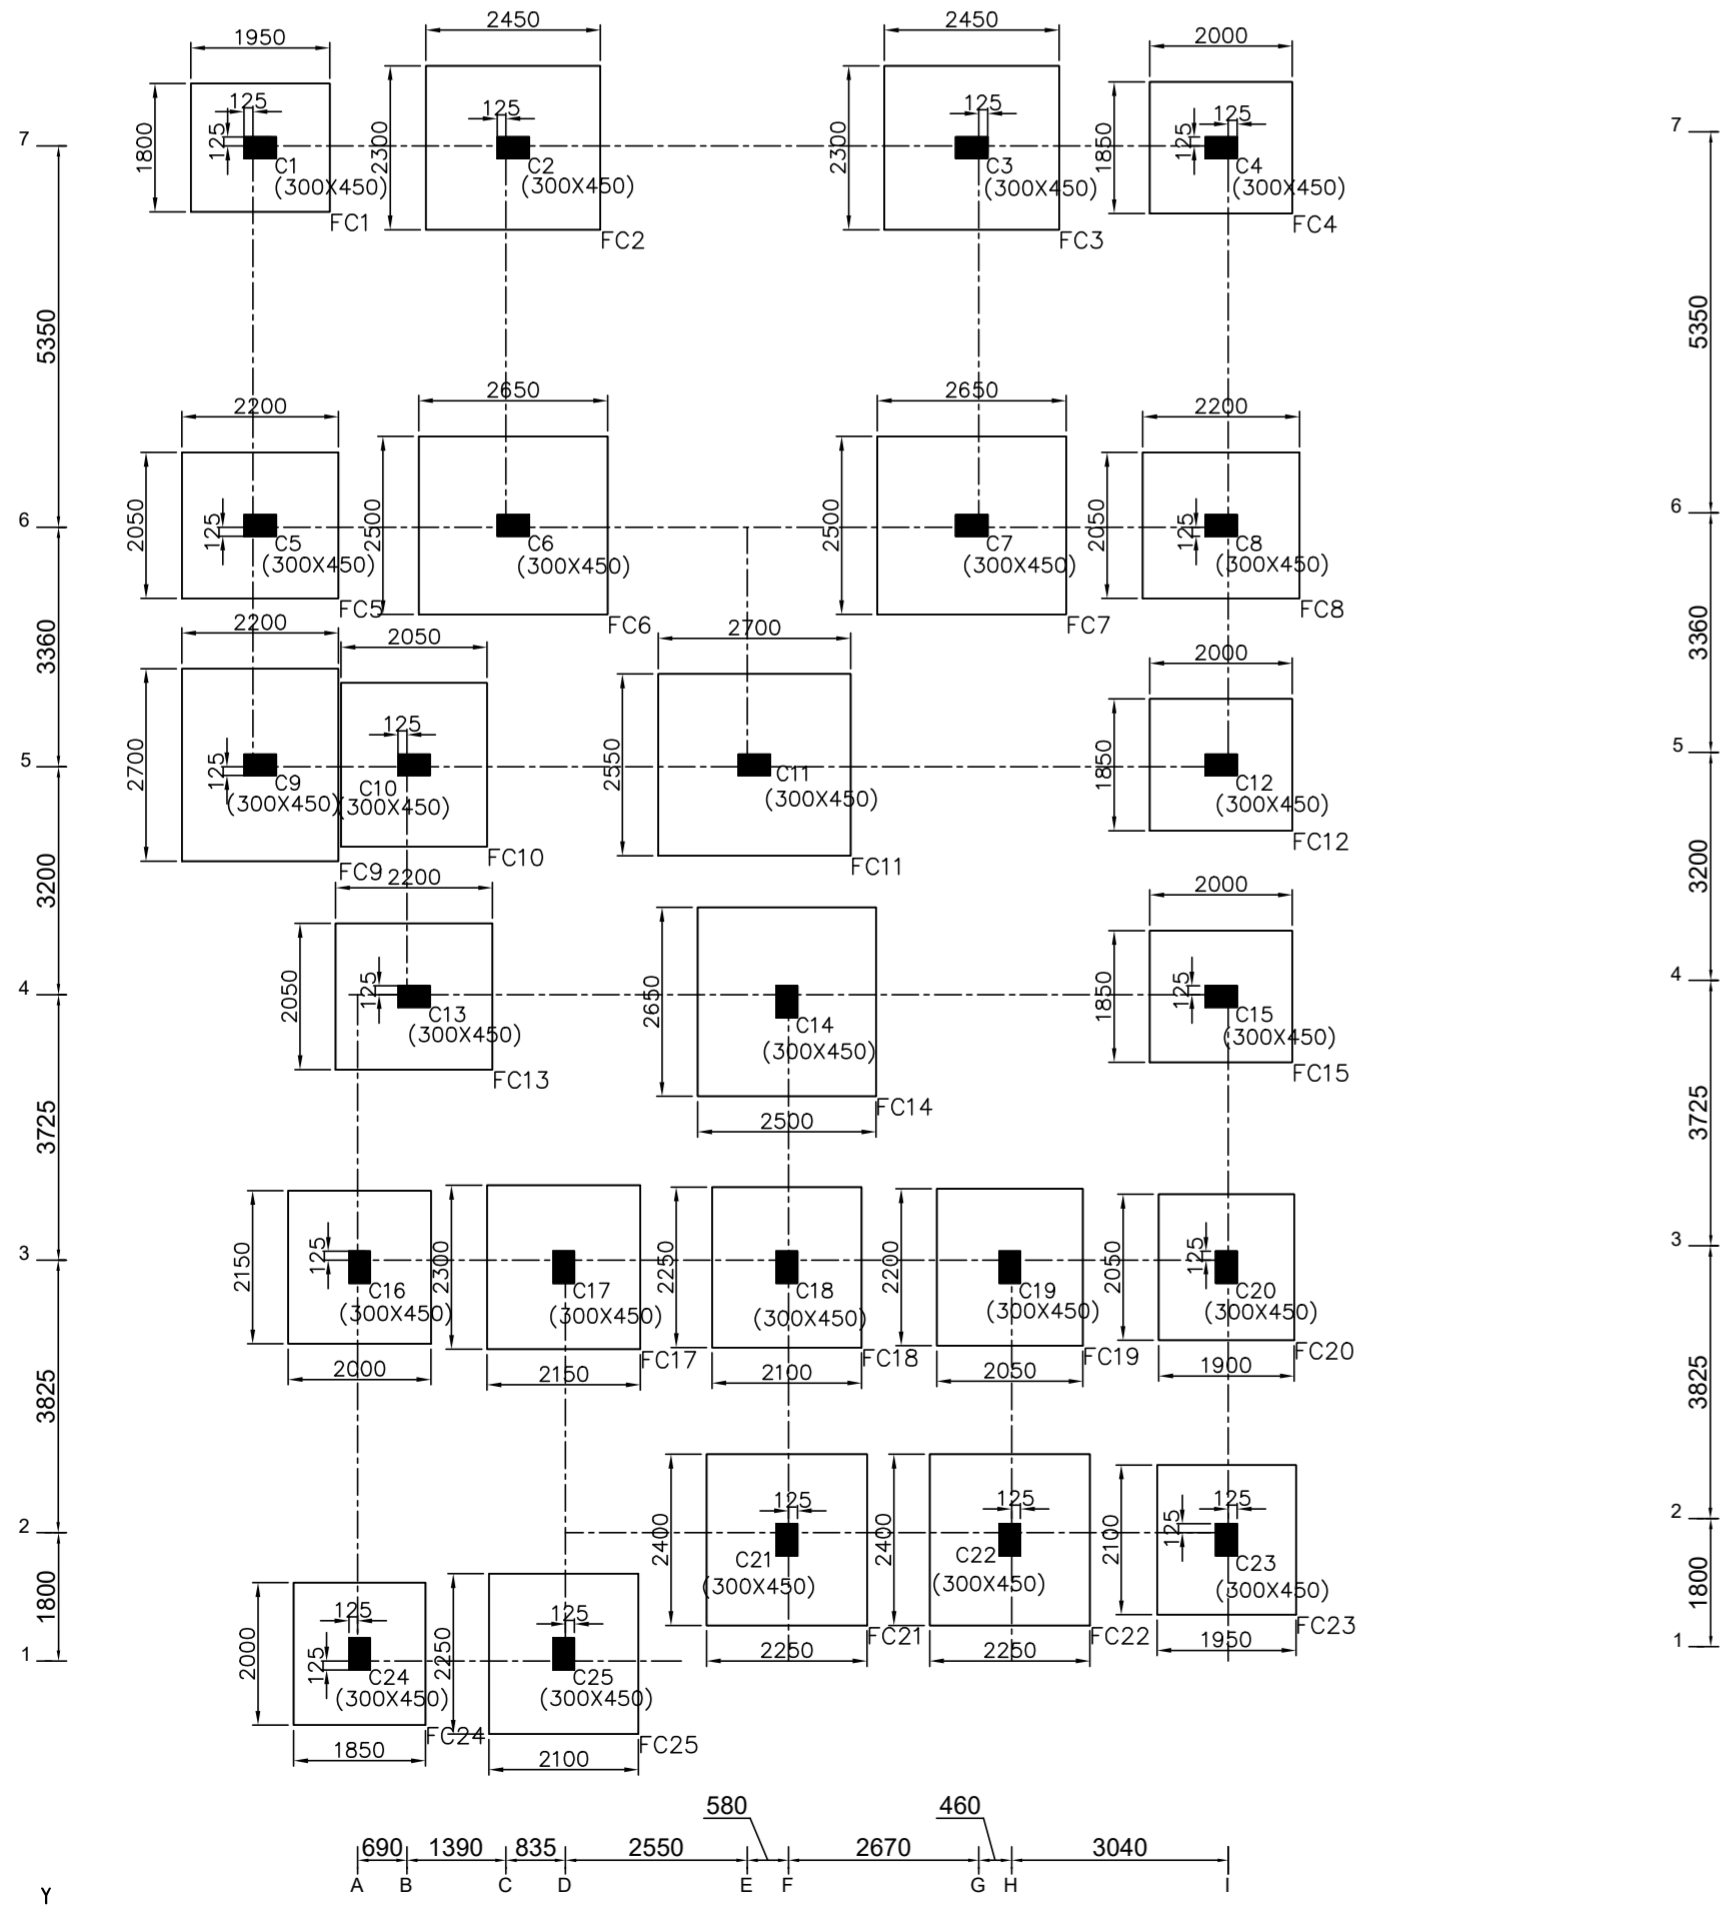 2450
2450
1950
2000
125
125
125
125
7
7
1800
125
2300
2300
1850
125
C1
(300X450)
C2
(300X450)
C3
(300X450)
C4
(300X450)
FC1
FC2
FC3
FC4
5350
5350
2200
2650
2650
2200
6
6
2050
125
2500
2500
2050
125
C5
(300X450)
C6
(300X450)
C7
(300X450)
C8
(300X450)
FC5
FC6
FC7
FC8
3360
3360
2200
2050
2700
2000
125
5
5
2700
125
2550
1850
C9
(300X450)
C10
(300X450)
C11
(300X450)
C12
(300X450)
FC9
FC10
FC11
FC12
3200
3200
2200
2000
4
4
2050
125
2650
1850
125
C13
(300X450)
C14
(300X450)
C15
(300X450)
FC13
FC14
FC15
2500
3725
3725
3
3
2150
125
2300
2250
2200
2050
125
C16
(300X450)
C17
(300X450)
C18
(300X450)
C19
(300X450)
C20
(300X450)
FC17
FC18
FC19
FC20
2000
2150
2100
2050
1900
3825
3825
125
125
125
2
2
2400
2400
2100
125
C21
(300X450)
C22
(300X450)
C23
(300X450)
FC21
FC22
FC23
2250
2250
1950
1800
1800
125
125
1
1
2000
125
2250
C24
(300X450)
C25
(300X450)
FC24
FC25
1850
2100
580
460
690
1390
835
2550
2670
3040
A
B
C
D
E
F
G
H
I
Y